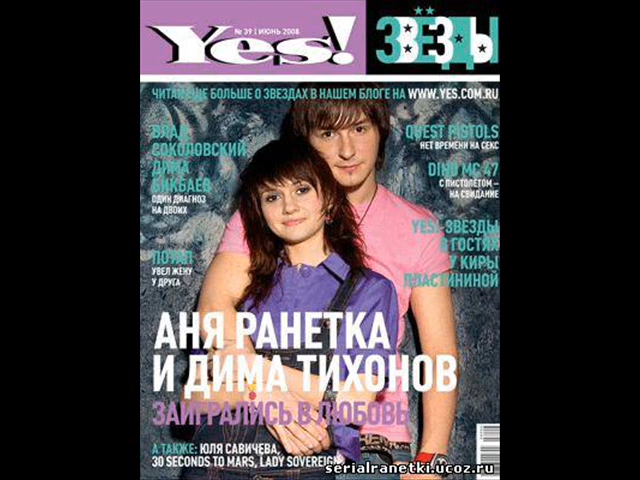 Yes!
№ 39 | ИЮНЬ 2008
ЗВЁЗДЫ
ЧИТАЙ ЕЩЕ БОЛЬШЕ О ЗВЕЗДАХ В НАШЕМ БЛОГЕ НА WWW.YES.COM.RU
ВЛАД
СОКОЛОВСКИЙ,
ДИМА
БИКБАЕВ
ОДИН ДИАГНОЗ
НА ДВОИХ
ПОТАП
УВЕЛ ЖЕНУ
У ДРУГА
QUEST PISTOLS
НЕТ ВРЕМЕНИ НА СЕКС
DINO MC 47
С ПИСТОЛЕТОМ –
НА СВИДАНИЕ
YES!-ЗВЕЗДЫ
В ГОСТЯХ
У КИРЫ
ПЛАСТИНИНОЙ
АНЯ РАНЕТКА
И ДИМА ТИХОНОВ
ЗАИГРАЛИСЬ В ЛЮБОВЬ
А ТАКЖЕ: ЮЛЯ САВИЧЕВА,
30 SECONDS TO MARS, LADY SOVEREIGN
serialranetki.ucoz.ru